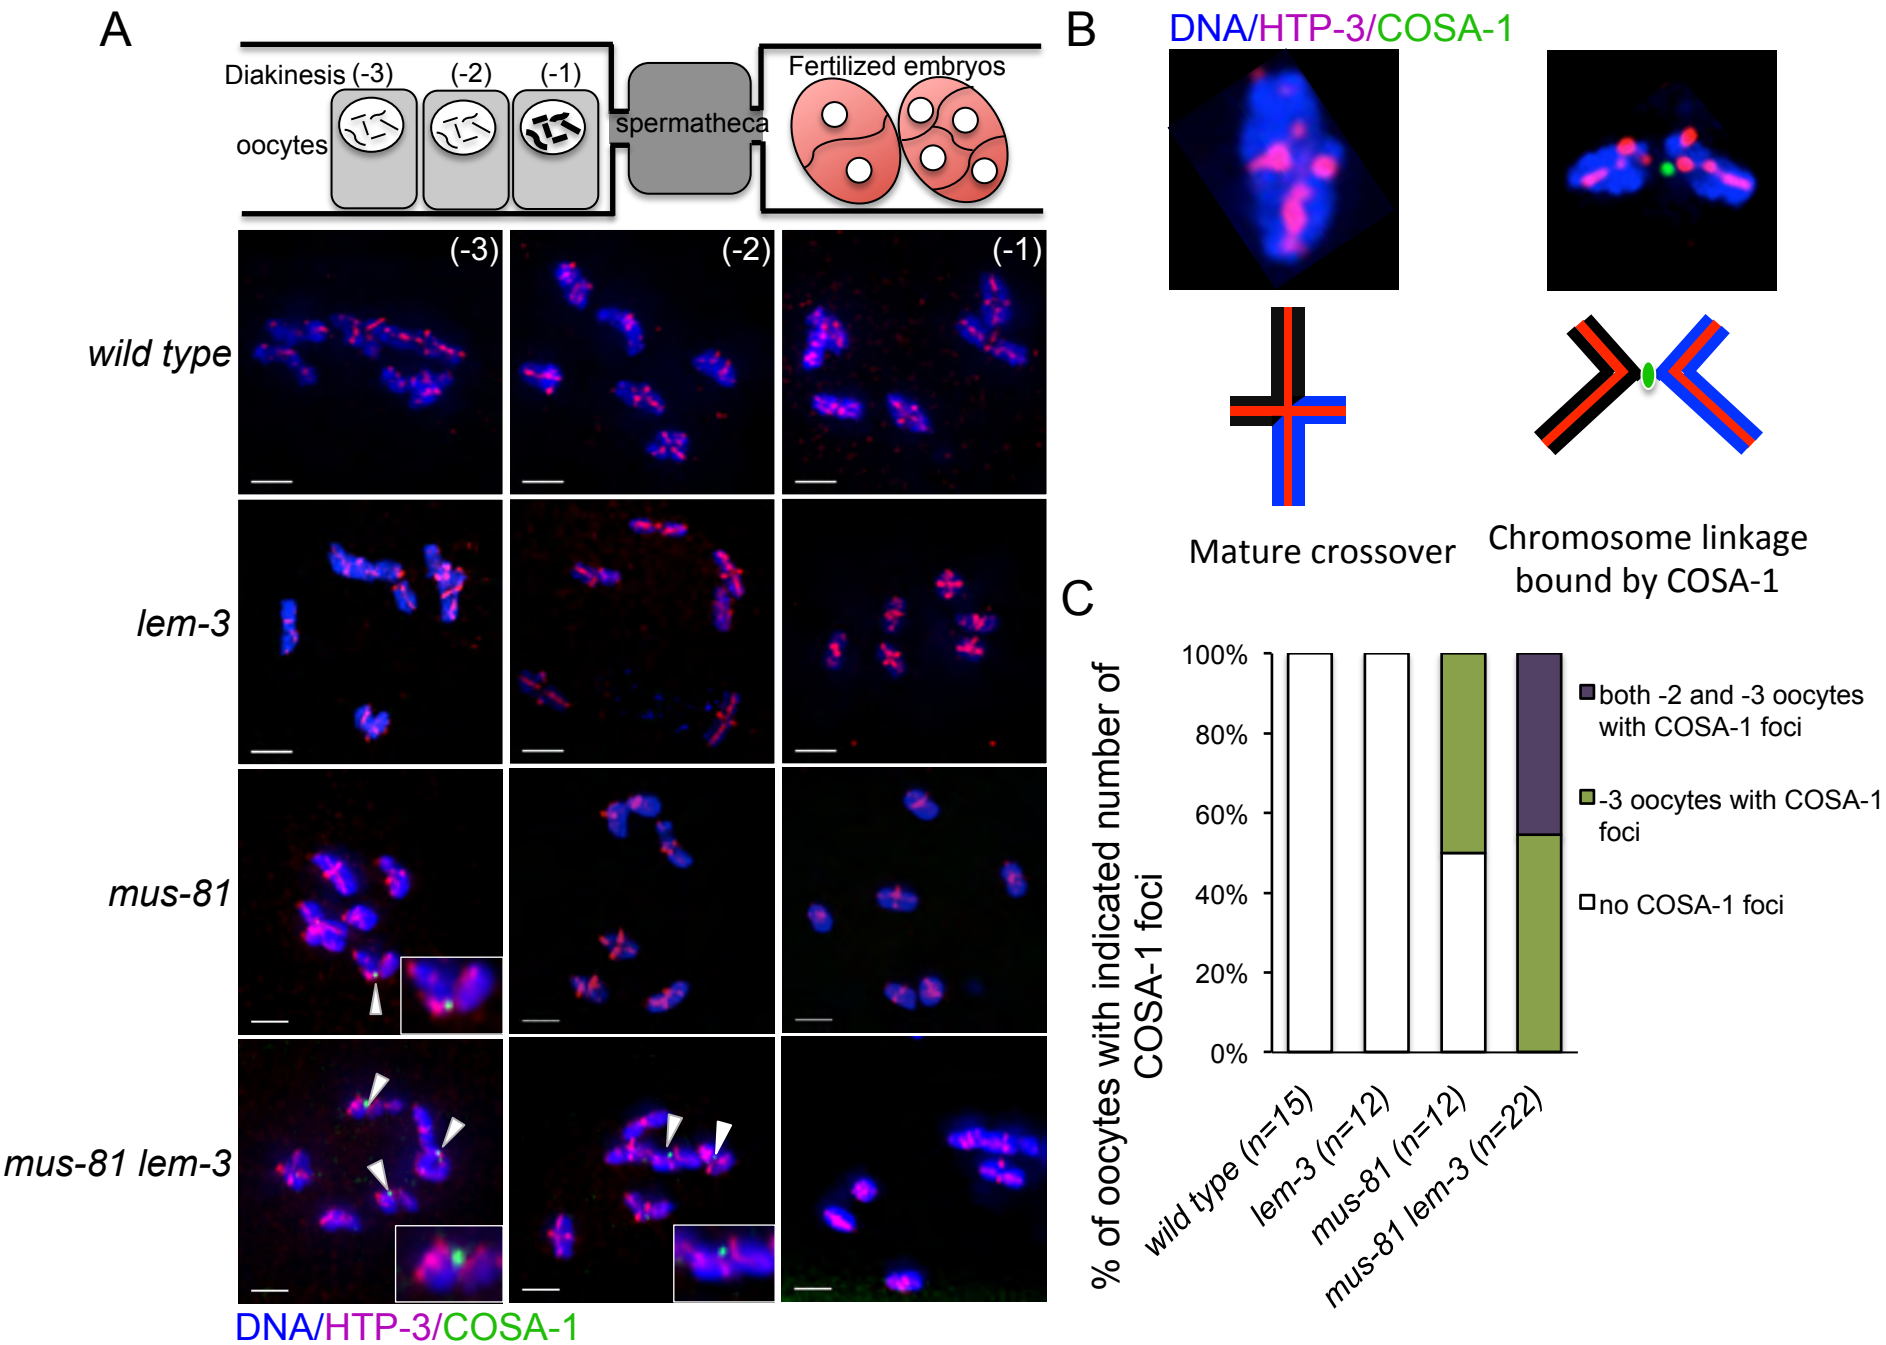 A
Diakinesis (-3) (-2) (-1)
oocytes
spermatheca
Fertilized embryos
(-3) (-2) (-1)
wild type
lem-3
mus-81
mus-81 lem-3
DNA/HTP-3/COSA-1
B
DNA/HTP-3/COSA-1
Mature crossover
Chromosome linkage
bound by COSA-1
C
% of oocytes with indicated number of
COSA-1 foci
100%
80%
60%
40%
20%
0%
wild type (n=15)
lem-3 (n=12)
mus-81 (n=12)
mus-81 lem-3 (n=22)
both -2 and -3 oocytes
with COSA-1 foci
-3 oocytes with COSA-1
foci
no COSA-1 foci